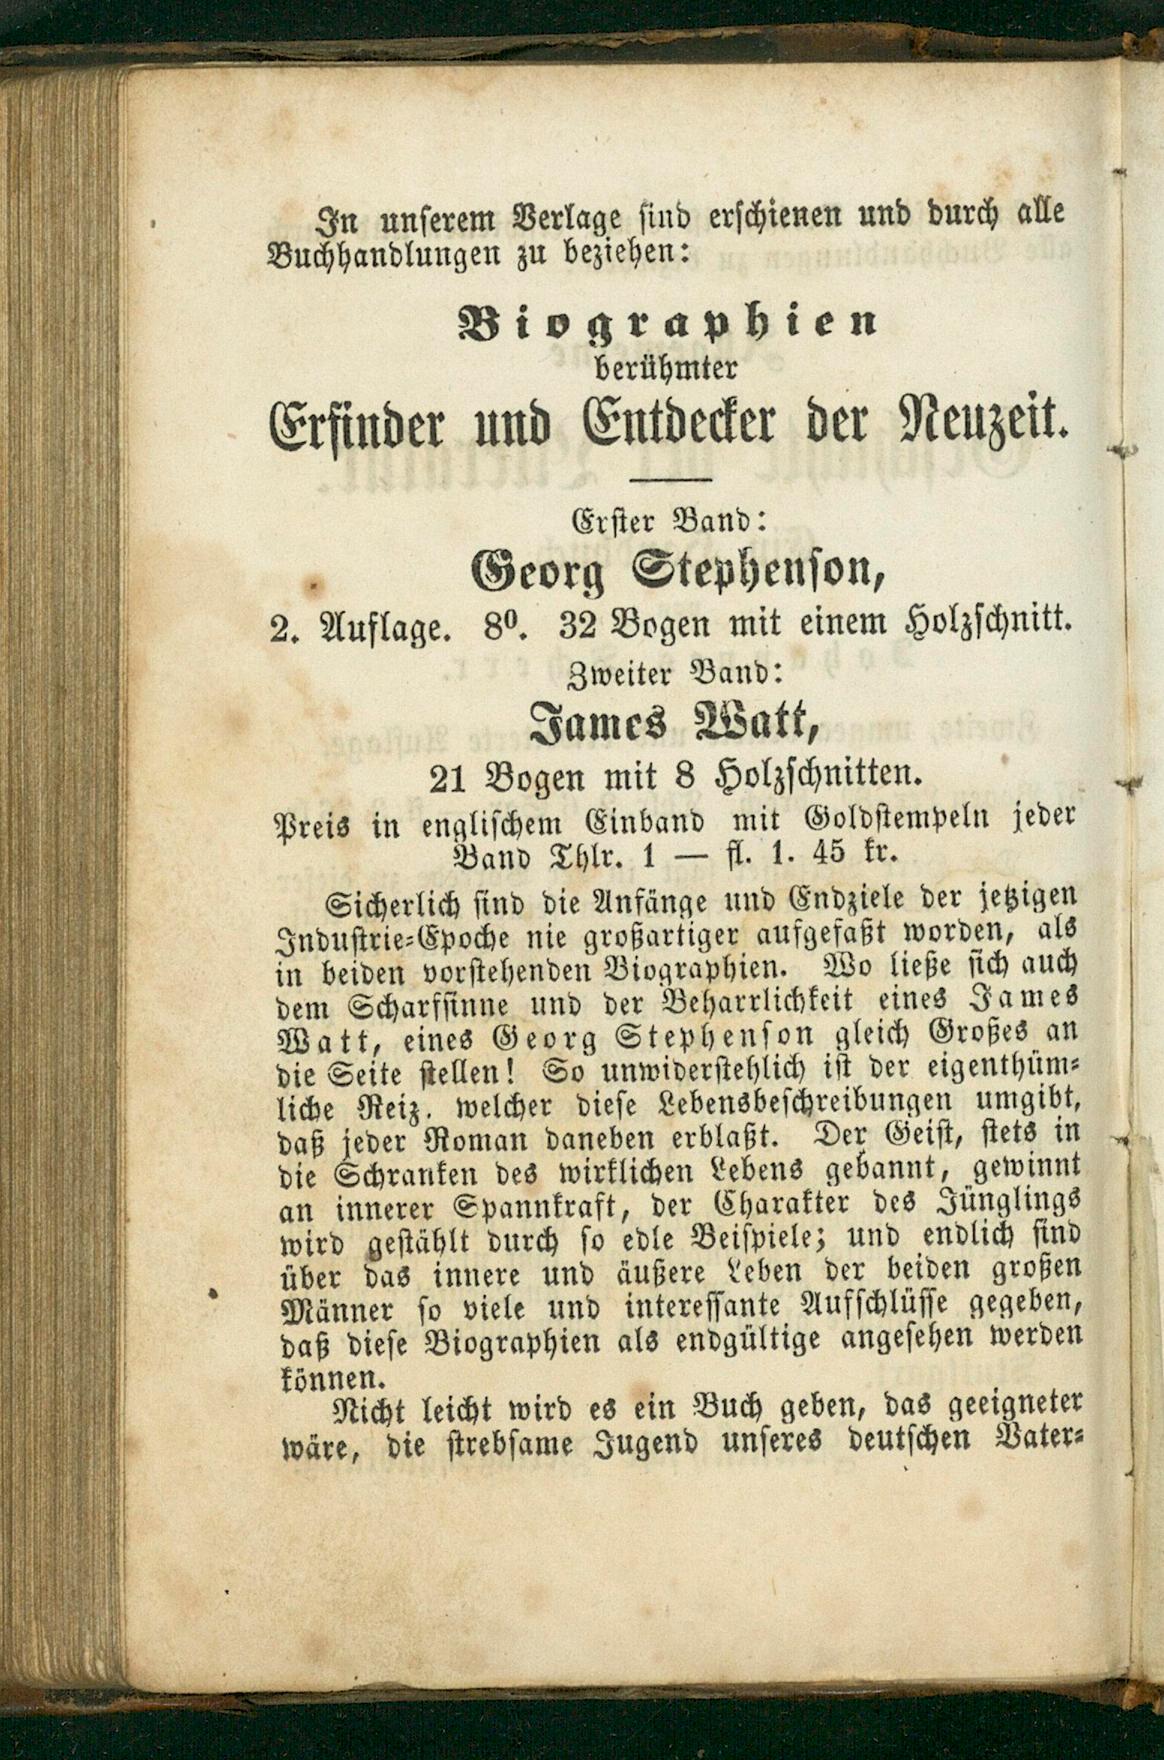 In unserem Verlage sind erschienen und durch alle
Buchhandlungen zu beziehen:
Biographien
berühmter
Erfinder und Entdecker der Neuzeit.
Erster Band:
Georg Stephenson,
2. Auflage. 8⁰. 32 Bogen mit einem Holzschnitt.
Zweiter Band:
James Watt,
21 Bogen mit 8 Holzschnitten.
Preis in englischem Einband mit Goldstempeln jeder
Band Thlr. 1 — fl. 1. 45 kr.
Sicherlich sind die Anfänge und Endziele der jetzigen
Industrie-Epoche nie großartiger aufgefaßt worden, als
in beiden vorstehenden Biographien. Wo ließe sich auch
dem Scharfsinne und der Beharrlichkeit eines James
Watt, eines Georg Stephenson gleich Großes an
die Seite stellen! So unwiderstehlich ist der eigenthüm-
liche Reiz. welcher diese Lebensbeschreibungen umgibt,
daß jeder Roman daneben erblaßt. Der Geist, stets in
die Schranken des wirklichen Lebens gebannt, gewinnt
an innerer Spannkraft, der Charakter des Jünglings
wird gestählt durch so edle Beispiele; und endlich sind
über das innere und äußere Leben der beiden großen
Männer so viele und interessante Aufschlüsse gegeben,
daß diese Biographien als endgültige angesehen werden
können.
Nicht leicht wird es ein Buch geben, das geeigneter
wäre, die strebsame Jugend unseres deutschen Vater-